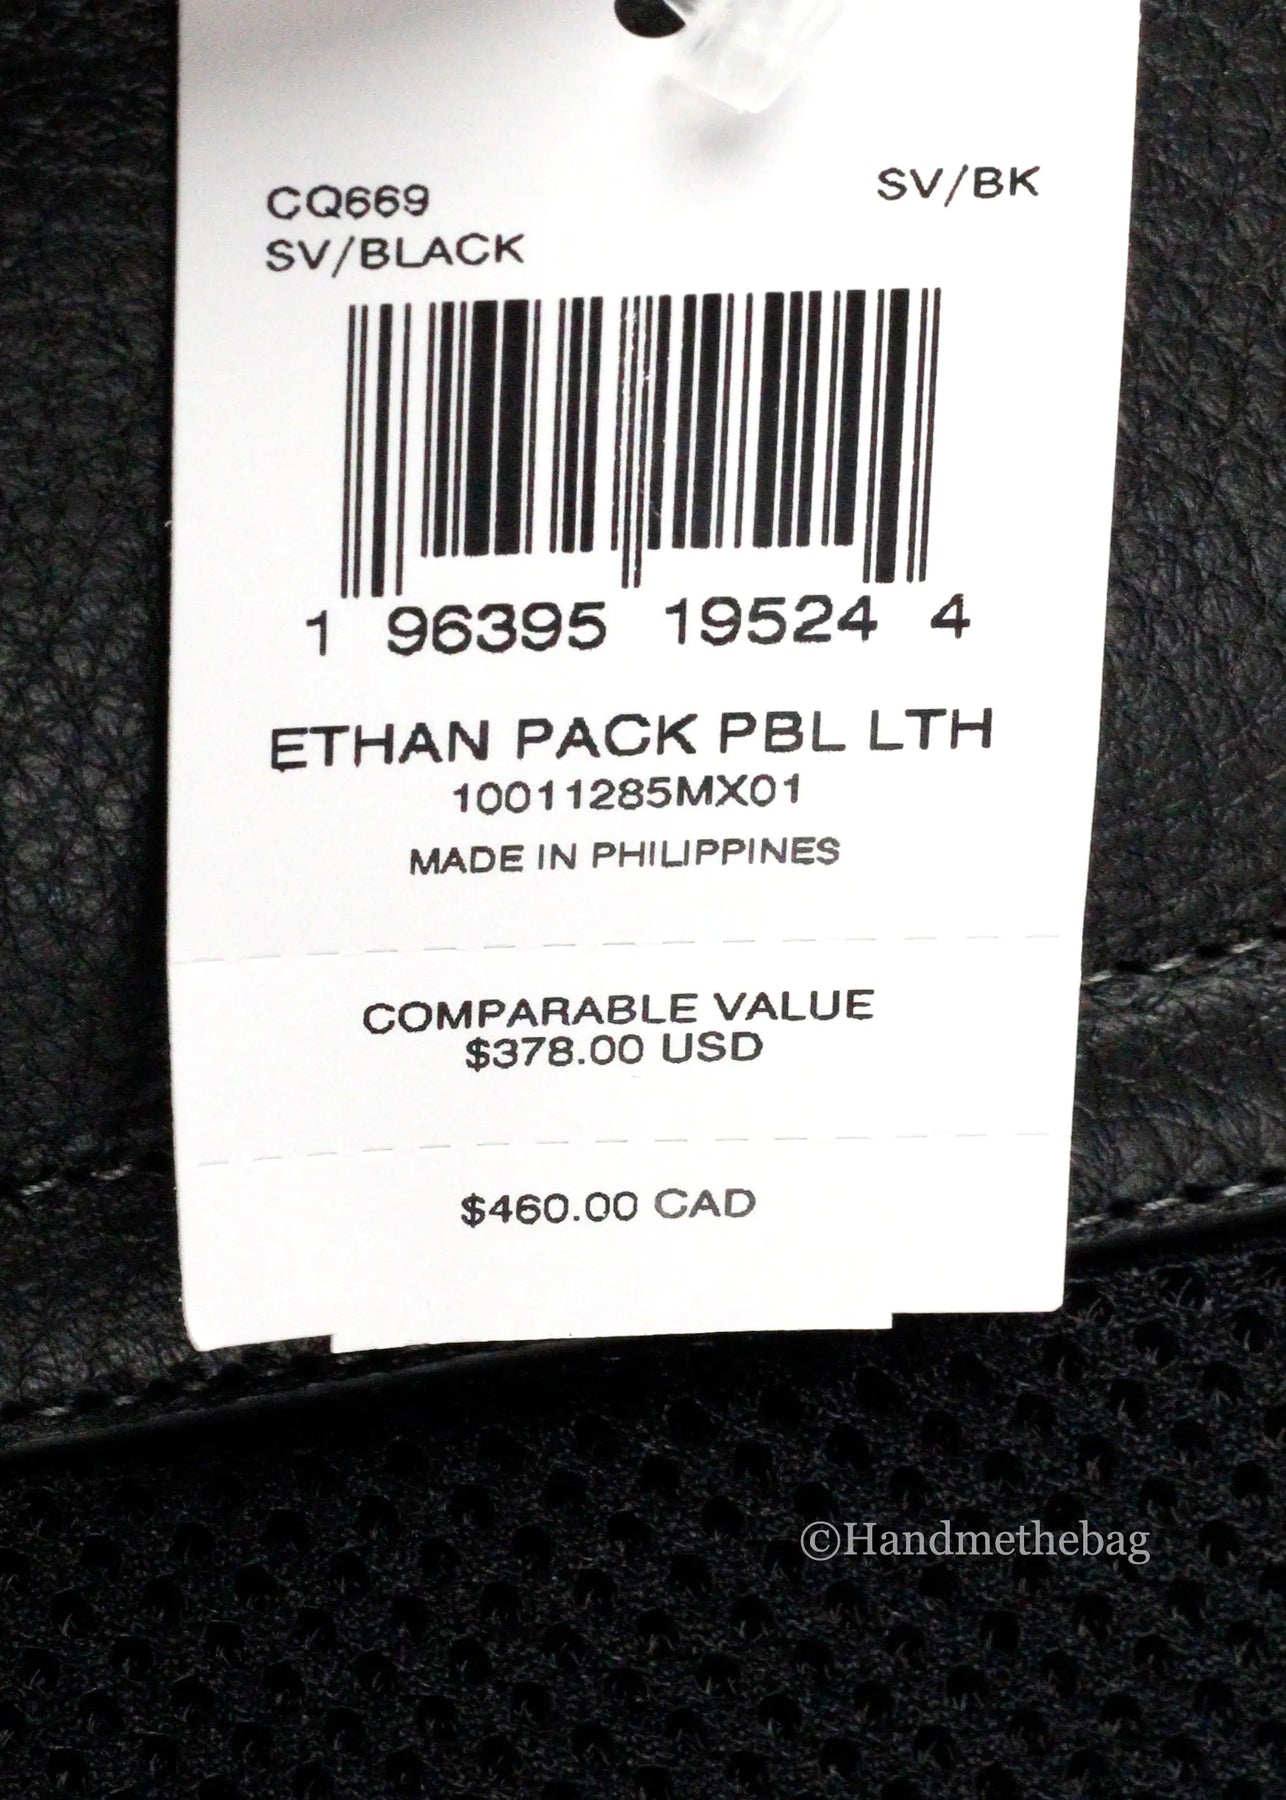 CQ669 SV/BK
SV/BLACK
1 96395 19524 4
ETHAN PACK PBL LTH
10011285MX01
MADE IN PHILIPPINES
COMPARABLE VALUE
$378.00 USD
$460.00 CAD
©Handmethebag